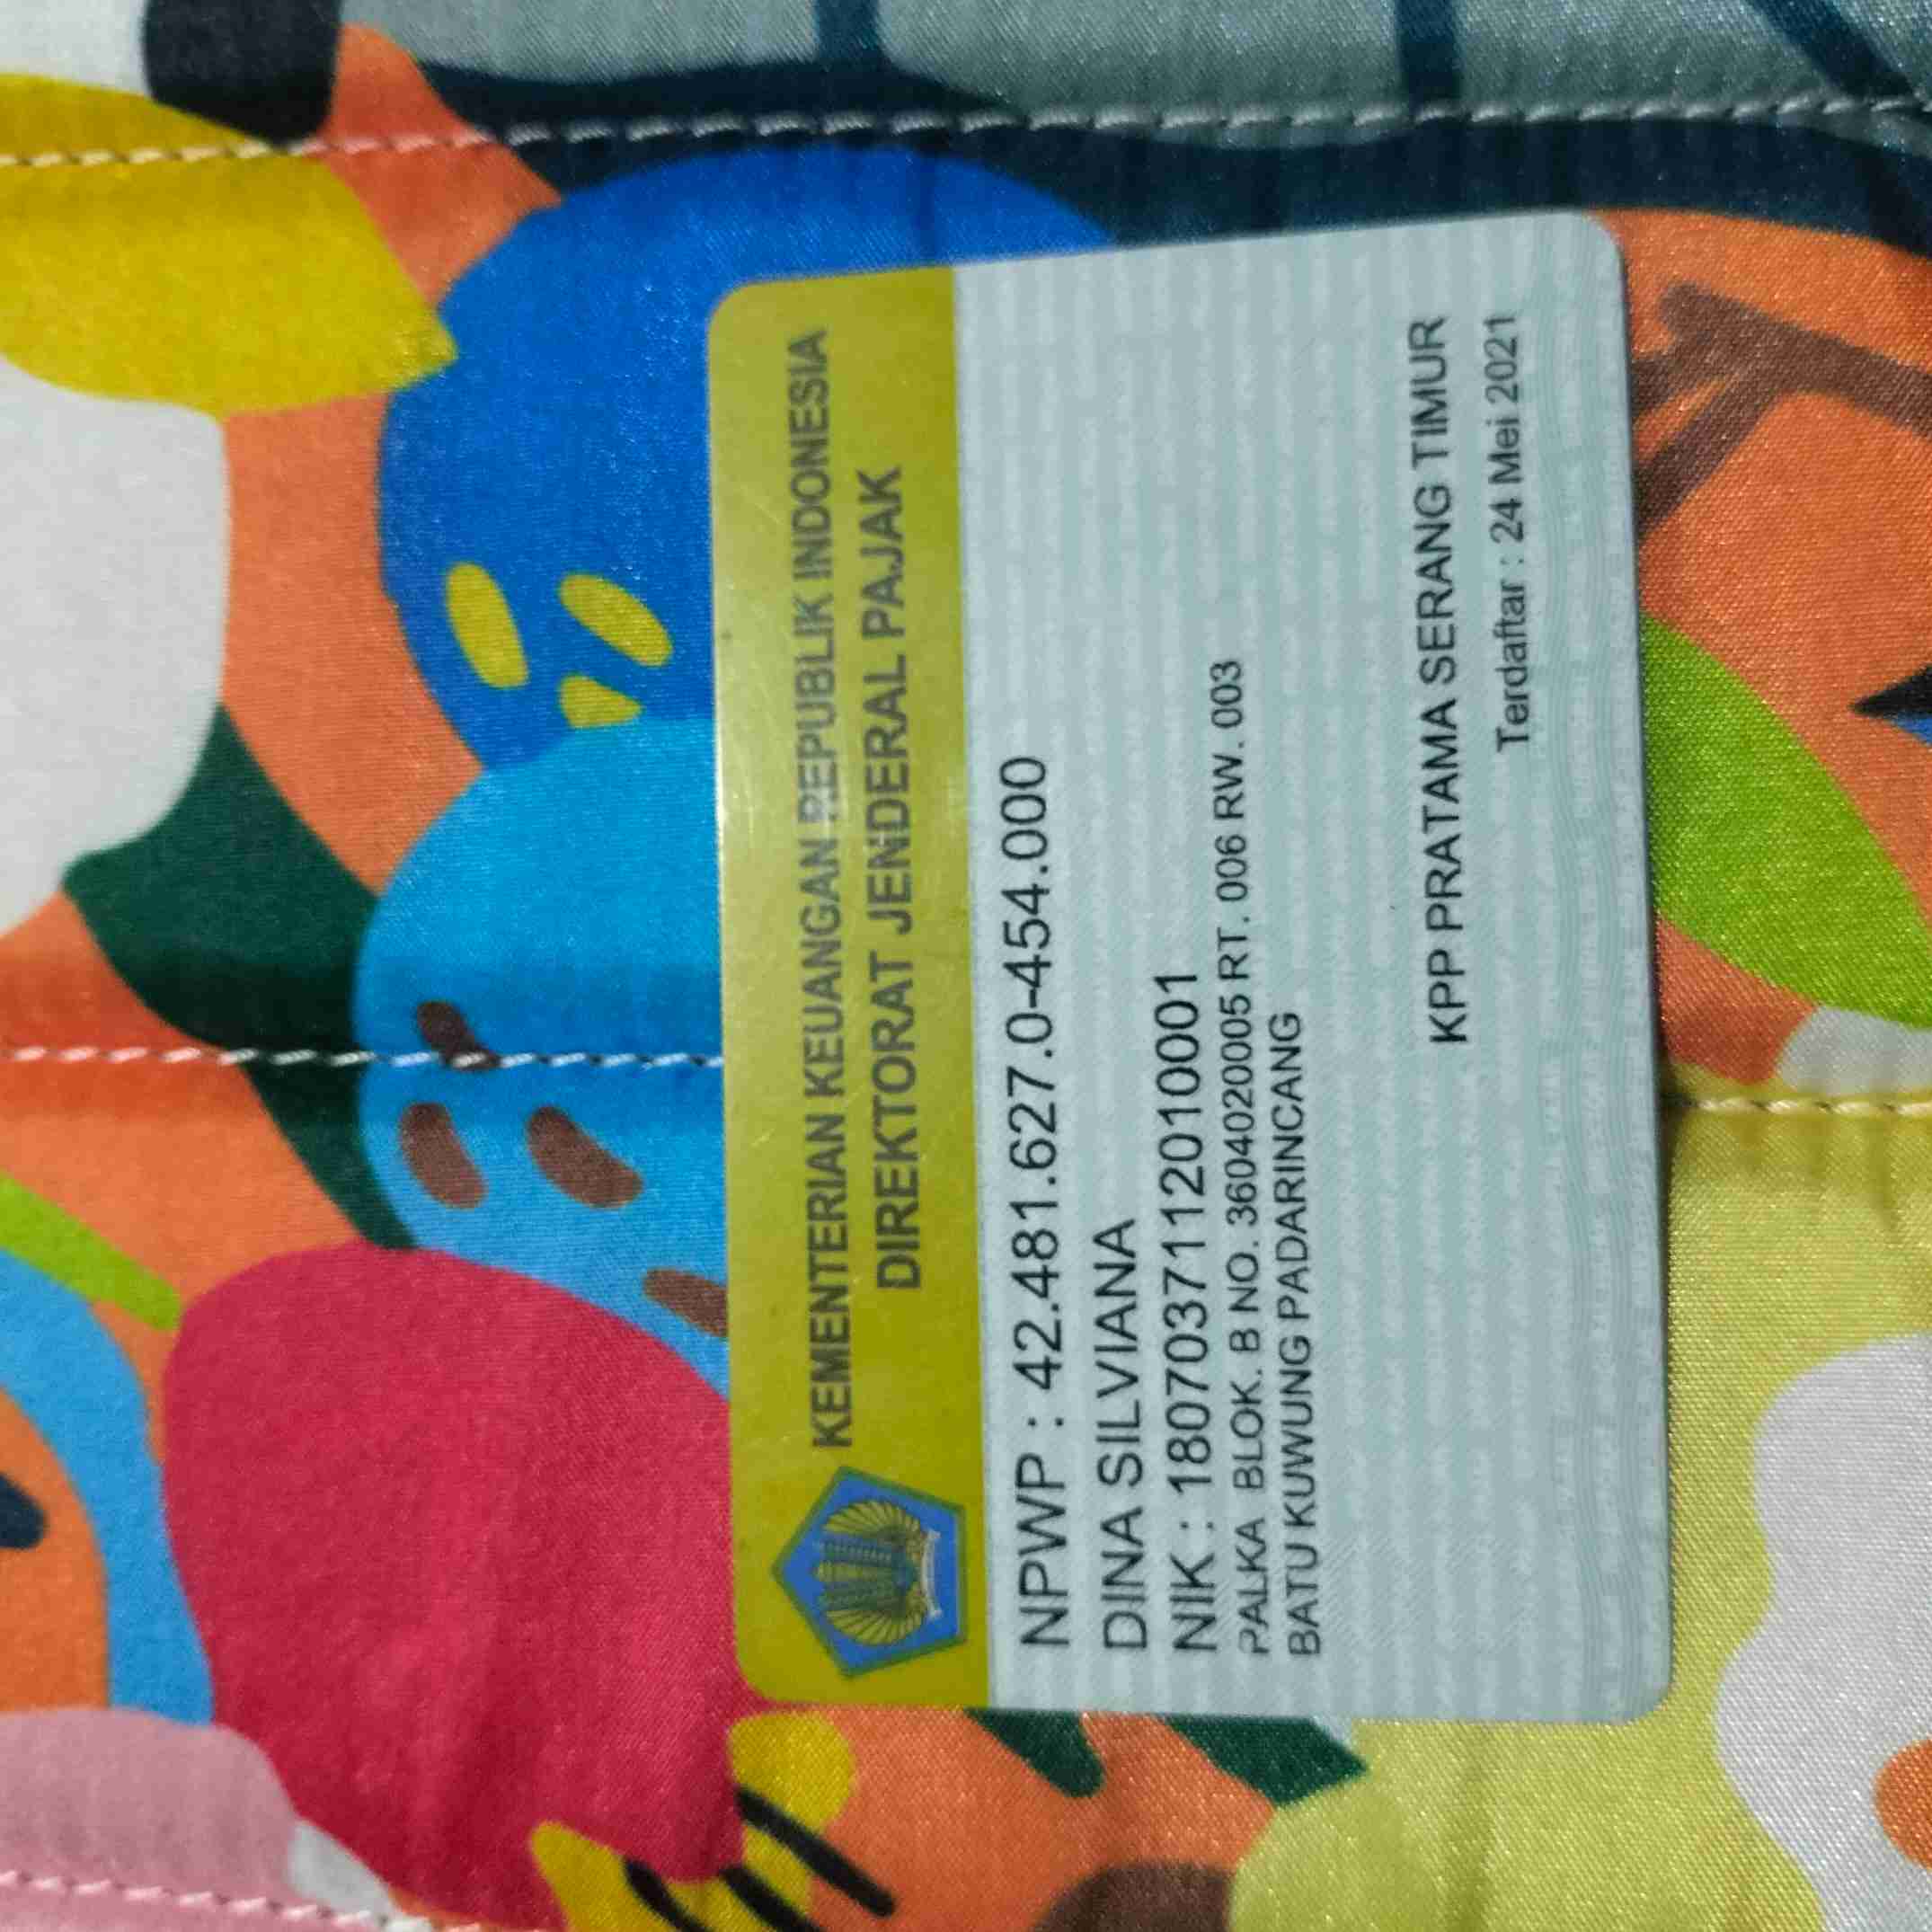 KEMENTERIAN KEUANGAN REPUBLIK INDONESIA
DIREKTORAT JENDERAL PAJAK
NPWP : 42.481.627.0-454.000
DINA SILVIANA
NIK : 1807037112010001
PALKA BLOK. B NO. 3604020005 RT. 006 RW. 003
BATU KUWUNG PADARINCANG
KPP PRATAMA SERANG TIMUR
Terdaftar : 24 Mei 2021